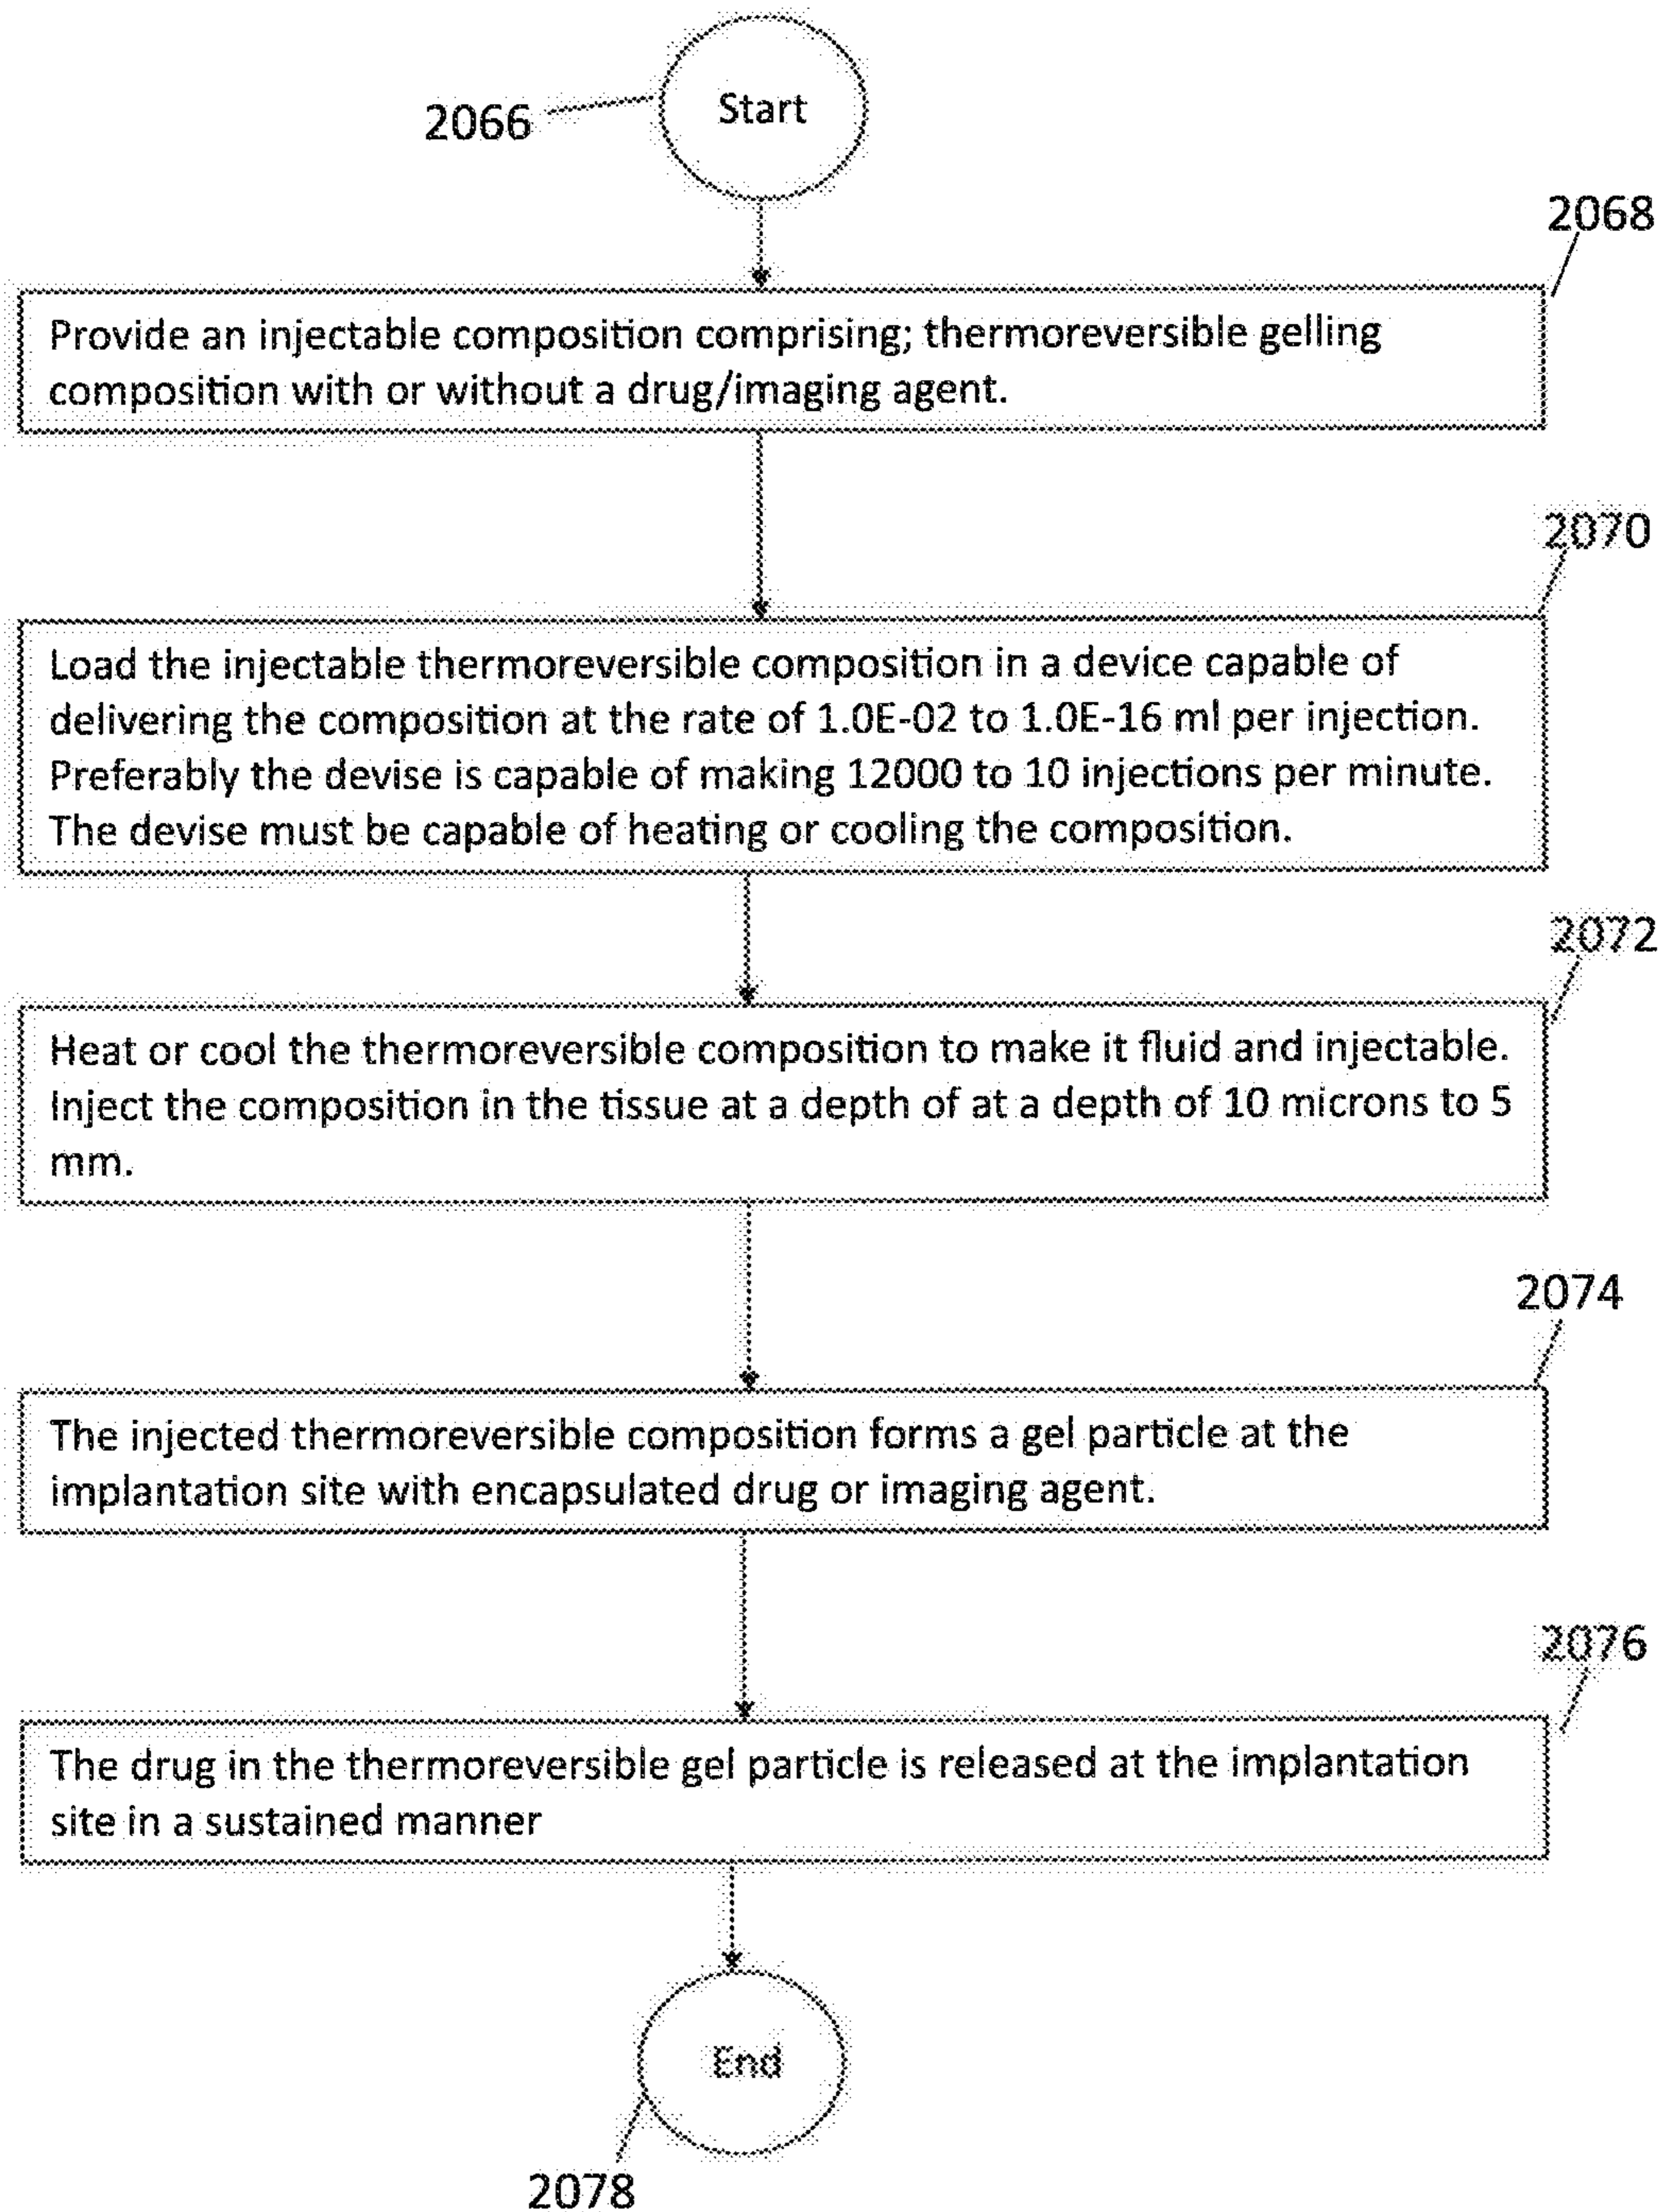 Start
2066
2068
Provide an injectable composition comprising; thermoreversible gelling
composition with or without a drug/imaging agent.
2070
Load the injectable thermoreversible composition in a device capable of
delivering the composition at the rate of 1.0E-02 to 1.0E-16 ml per injection.
Preferably the devise is capable of making 12000 to 10 injections per minute.
The devise must be capable of heating or cooling the composition.
2072
Heat or cool the thermoreversible composition to make it fluid and injectable.
Inject the composition in the tissue at a depth of at a depth of 10 microns to 5
mm.
2074
The injected thermoreversible composition forms a gel particle at the
implantation site with encapsulated drug or imaging agent.
2076
The drug in the thermoreversible gel particle is released at the implantation
site in a sustained manner
End
2078